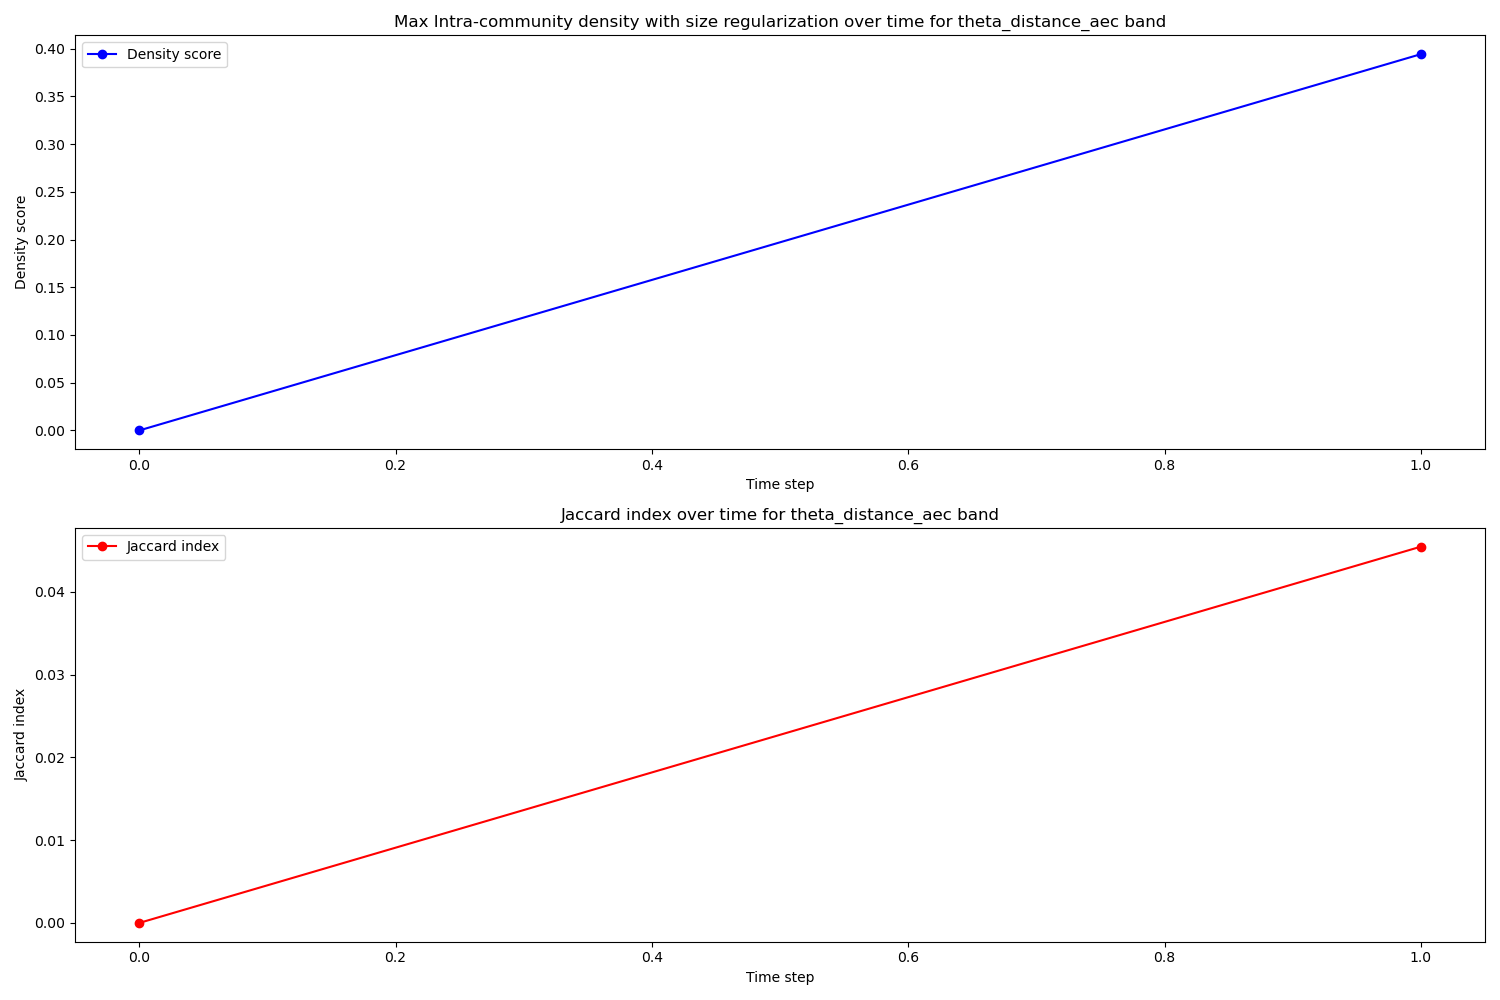 Max Intra-community density with size regularization over time for theta_distance_aec band
Density score
0.40
0.35
0.30
0.25
0.20
0.15
0.10
0.05
0.00
Density score
0.0 0.2 0.4 0.6 0.8 1.0
Time step
Jaccard index over time for theta_distance_aec band
Jaccard index
0.04
0.03
0.02
0.01
0.00
Jaccard index
0.0 0.2 0.4 0.6 0.8 1.0
Time step